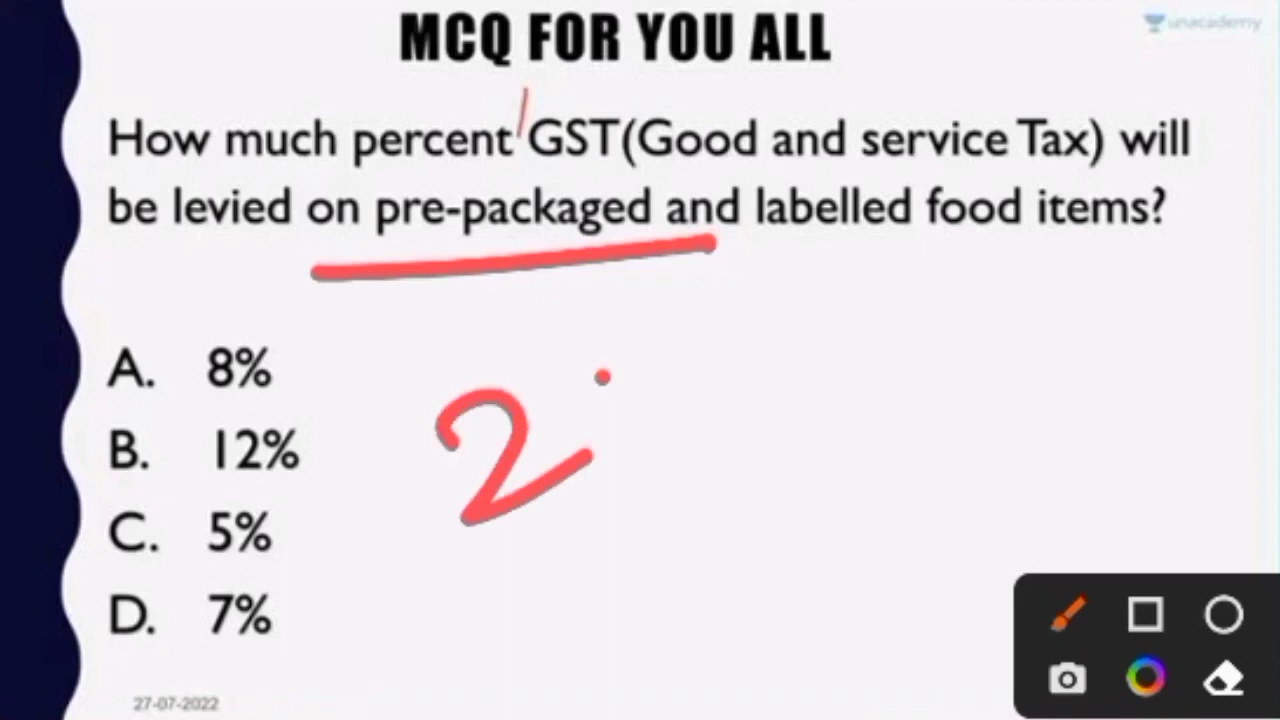 MCQ FOR YOU ALL
unacademy
How much percent GST(Good and service Tax) will
be levied on pre-packaged and labelled food items?
A. 8%
2
B. 12%
C. 5%
D. 7%
27-07-2022